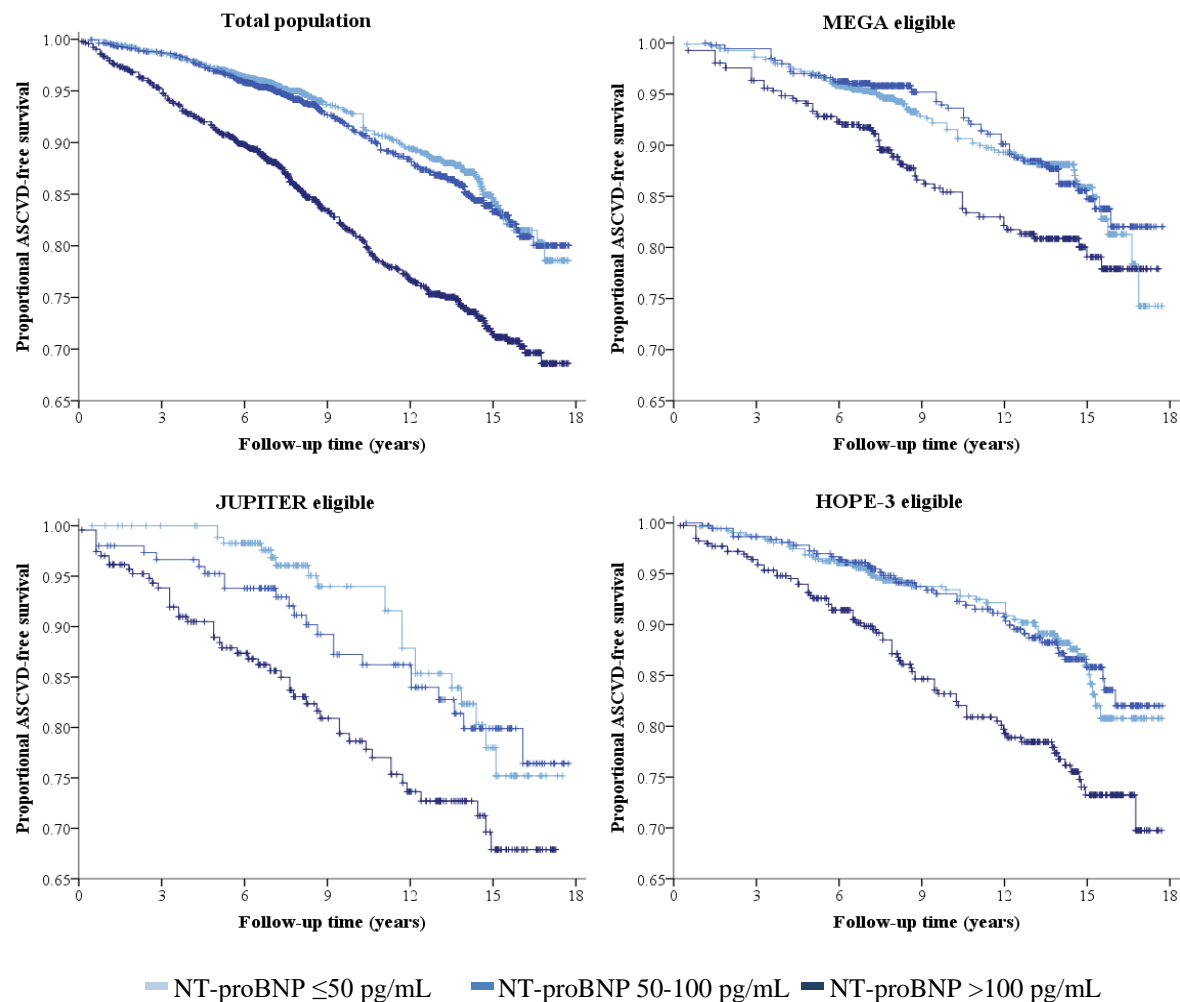 Total population
Proportional ASCVD-free survival
1.00
0.95
0.90
0.85
0.80
0.75
0.70
0.65
0 3 6 9 12 15 18
Follow-up time (years)
MEGA eligible
Proportional ASCVD-free survival
1.00
0.95
0.90
0.85
0.80
0.75
0.70
0.65
0 3 6 9 12 15 18
Follow-up time (years)
JUPITER eligible
Proportional ASCVD-free survival
1.00
0.95
0.90
0.85
0.80
0.75
0.70
0.65
0 3 6 9 12 15 18
Follow-up time (years)
HOPE-3 eligible
Proportional ASCVD-free survival
1.00
0.95
0.90
0.85
0.80
0.75
0.70
0.65
0 3 6 9 12 15 18
Follow-up time (years)
NT-proBNP ≤50 pg/mL NT-proBNP 50-100 pg/mL NT-proBNP >100 pg/mL